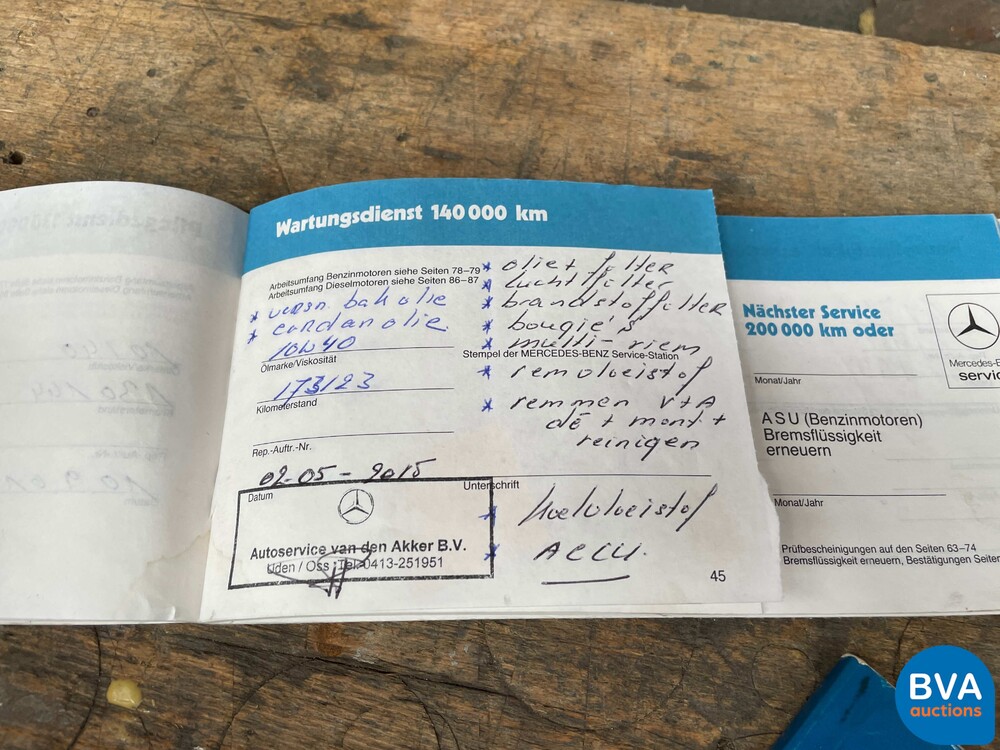 Wartungsdienst 140 000 km
Arbeitsumfang Benzinmotoren siehe Seiten 78–79
Arbeitsumfang Dieselmotoren siehe Seiten 86–87
* versn. bak olie
* cardan olie.
10W40
Ölmarke/Viskosität
173123
Kilometerstand
Rep.-Auftr.-Nr.
02-05-2015
Datum
Autoservice van den Akker B.V.
Uden / Oss Tel. 0413-251951
* olie + filter
* luchtfilter
* brandstoffilter
* bougie's
* multi-riem
Stempel der MERCEDES-BENZ Service-Station
* remvloeistof
* remmen V+A
de + mont +
reinigen
Unterschrift
* koelvloeistof
* ACCU.
45
Nächster Service
200 000 km oder
Monat/Jahr
ASU (Benzinmotoren)
Bremsflüssigkeit
erneuern
Monat/Jahr
Prüfbescheinigungen auf den Seiten 63–74
Bremsflüssigkeit erneuern, Bestätigungen Seiten
Mercedes-B
servic
BVA
auctions